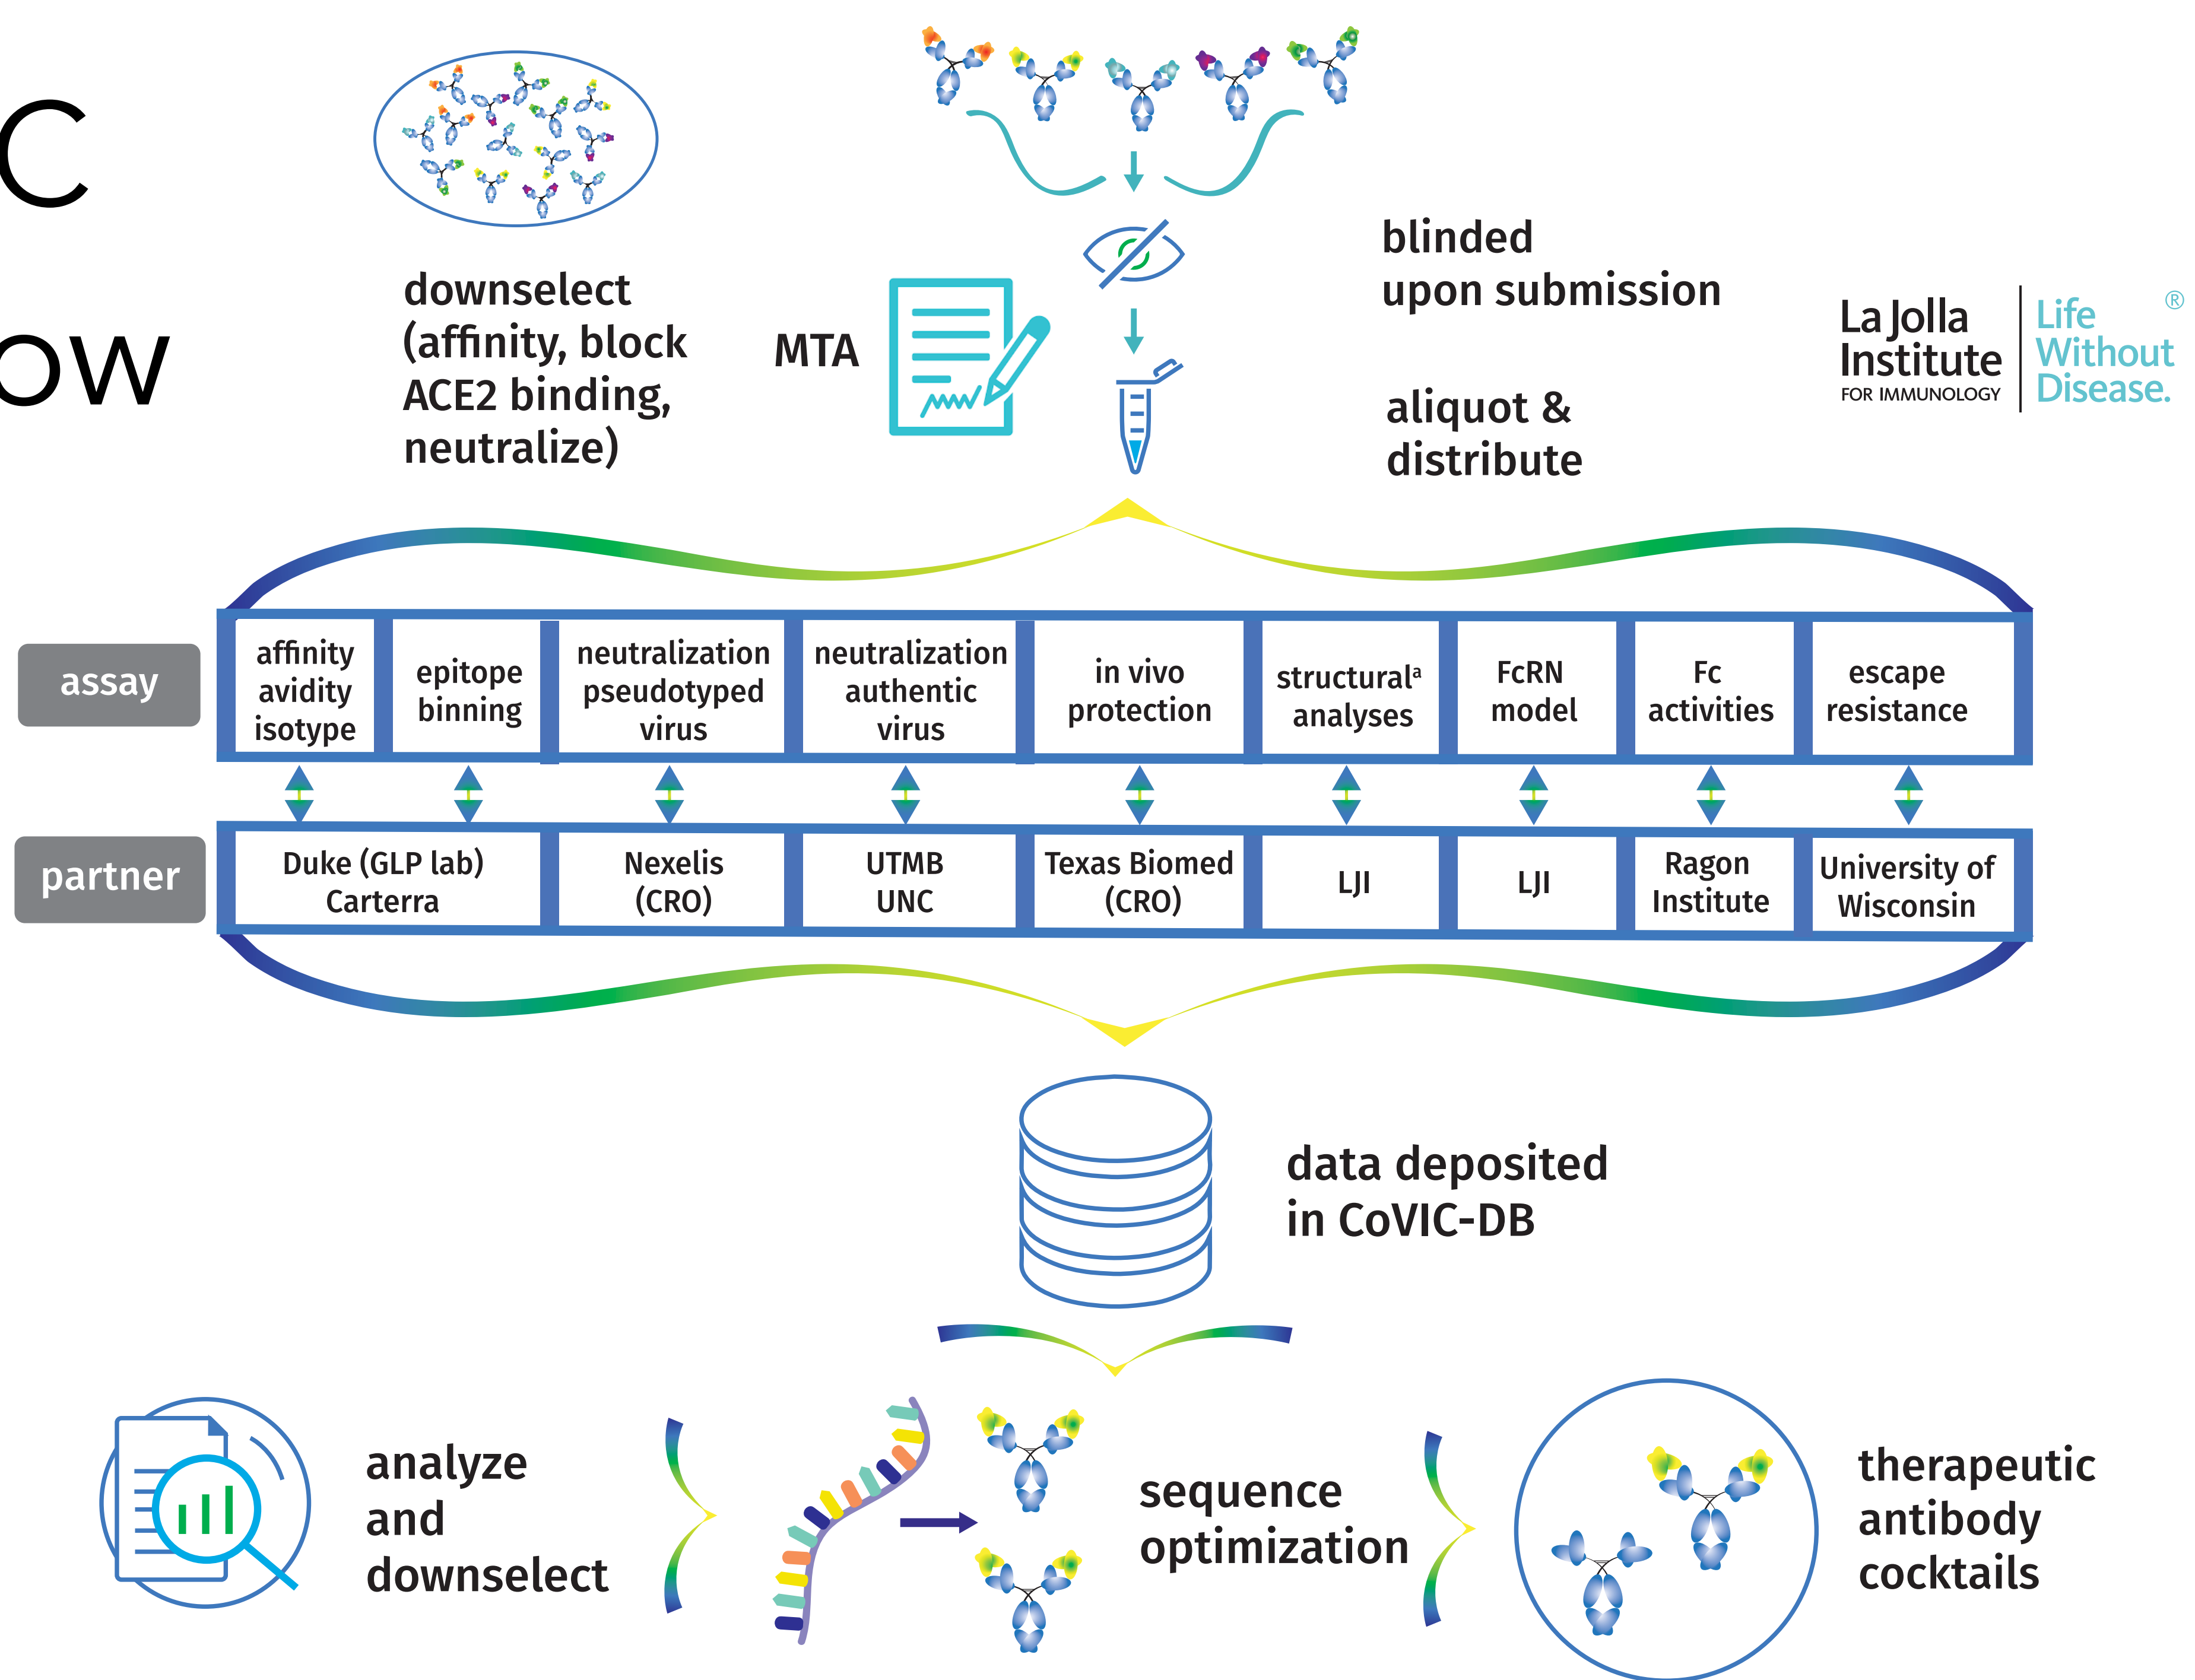 C
ow
downselect
(affinity, block
ACE2 binding,
neutralize)
MTA
blinded
upon submission
aliquot &
distribute
La Jolla
Institute
FOR IMMUNOLOGY
Life
Without
Disease.
®
assay
affinity
avidity
isotype
epitope
binning
neutralization
pseudotyped
virus
neutralization
authentic
virus
in vivo
protection
structuralᵃ
analyses
FcRN
model
Fc
activities
escape
resistance
partner
Duke (GLP lab)
Carterra
Nexelis
(CRO)
UTMB
UNC
Texas Biomed
(CRO)
LJI
LJI
Ragon
Institute
University of
Wisconsin
data deposited
in CoVIC-DB
analyze
and
downselect
sequence
optimization
therapeutic
antibody
cocktails